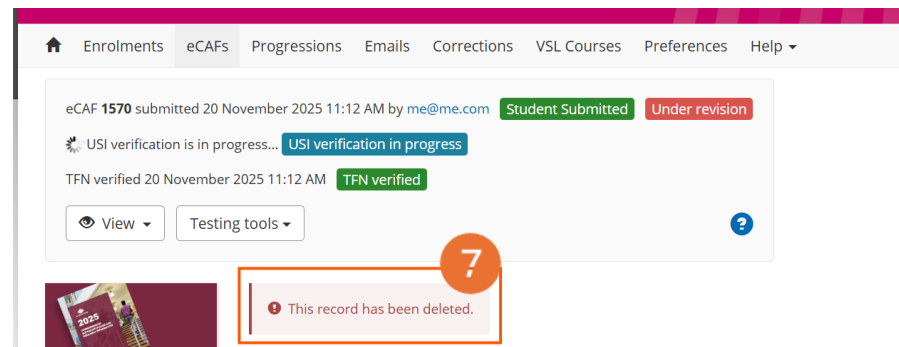 Enrolments eCAFs Progressions Emails Corrections VSL Courses Preferences Help
eCAF 1570 submitted 20 November 2025 11:12 AM by me@me.com Student Submitted Under revision
USI verification is in progress... USI verification in progress
TFN verified 20 November 2025 11:12 AM TFN verified
View Testing tools ?
7
! This record has been deleted.
2025